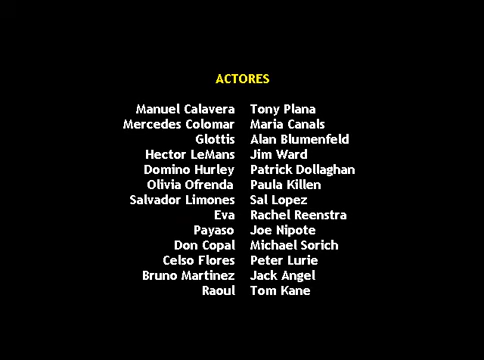 ACTORES
Manuel Calavera Tony Plana
Mercedes Colomar Maria Canals
Glottis Alan Blumenfeld
Hector LeMans Jim Ward
Domino Hurley Patrick Dollaghan
Olivia Ofrenda Paula Killen
Salvador Limones Sal Lopez
Eva Rachel Reenstra
Payaso Joe Nipote
Don Copal Michael Sorich
Celso Flores Peter Lurie
Bruno Martinez Jack Angel
Raoul Tom Kane